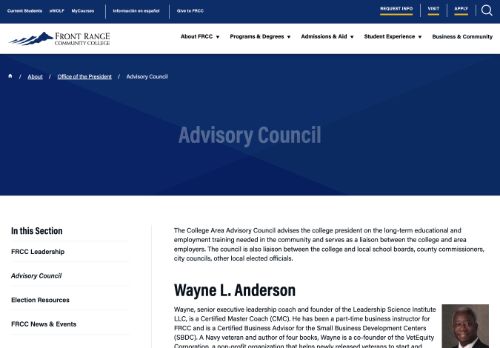 Current Students eWOLF MyCourses Información en español Give to FRCC REQUEST INFO VISIT APPLY
FRONT RANGE
COMMUNITY COLLEGE
About FRCC Programs & Degrees Admissions & Aid Student Experience Business & Community
/ About / Office of the President / Advisory Council
Advisory Council
In this Section
FRCC Leadership
Advisory Council
Election Resources
FRCC News & Events
The College Area Advisory Council advises the college president on the long-term educational and
employment training needed in the community and serves as a liaison between the college and area
employers. The council is also liaison between the college and local school boards, county commissioners,
city councils, other local elected officials.
Wayne L. Anderson
Wayne, senior executive leadership coach and founder of the Leadership Science Institute
LLC, is a Certified Master Coach (CMC). He has been a part-time business instructor for
FRCC and is a Certified Business Advisor for the Small Business Development Centers
(SBDC). A Navy veteran and author of four books, Wayne is a co-founder of the VetEquity
Corporation, a non-profit organization that helps newly released veterans to start and